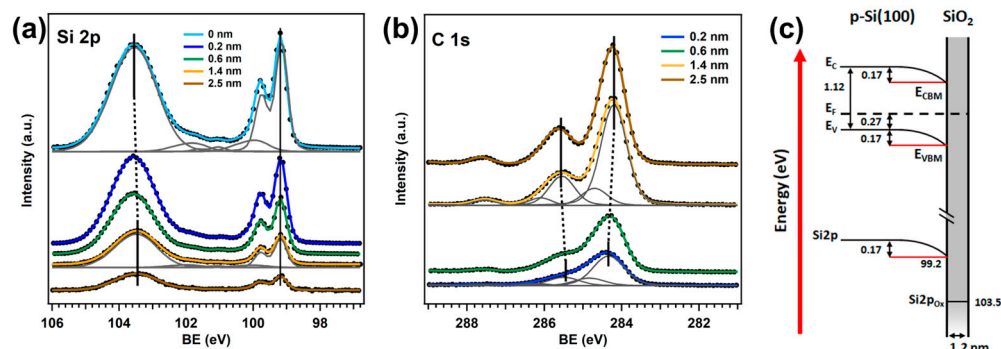 (a)
Si 2p
0 nm
0.2 nm
0.6 nm
1.4 nm
2.5 nm
Intensity (a.u.)
106 104 102 100 98
BE (eV)
(b)
C 1s
0.2 nm
0.6 nm
1.4 nm
2.5 nm
Intensity (a.u.)
288 286 284 282
BE (eV)
(c)
p-Si(100) SiO2
Energy (eV)
EC
0.17
1.12
ECBM
EF
0.27
EV
0.17
EVBM
Si2p
0.17
99.2
Si2pOx 103.5
1.2 nm